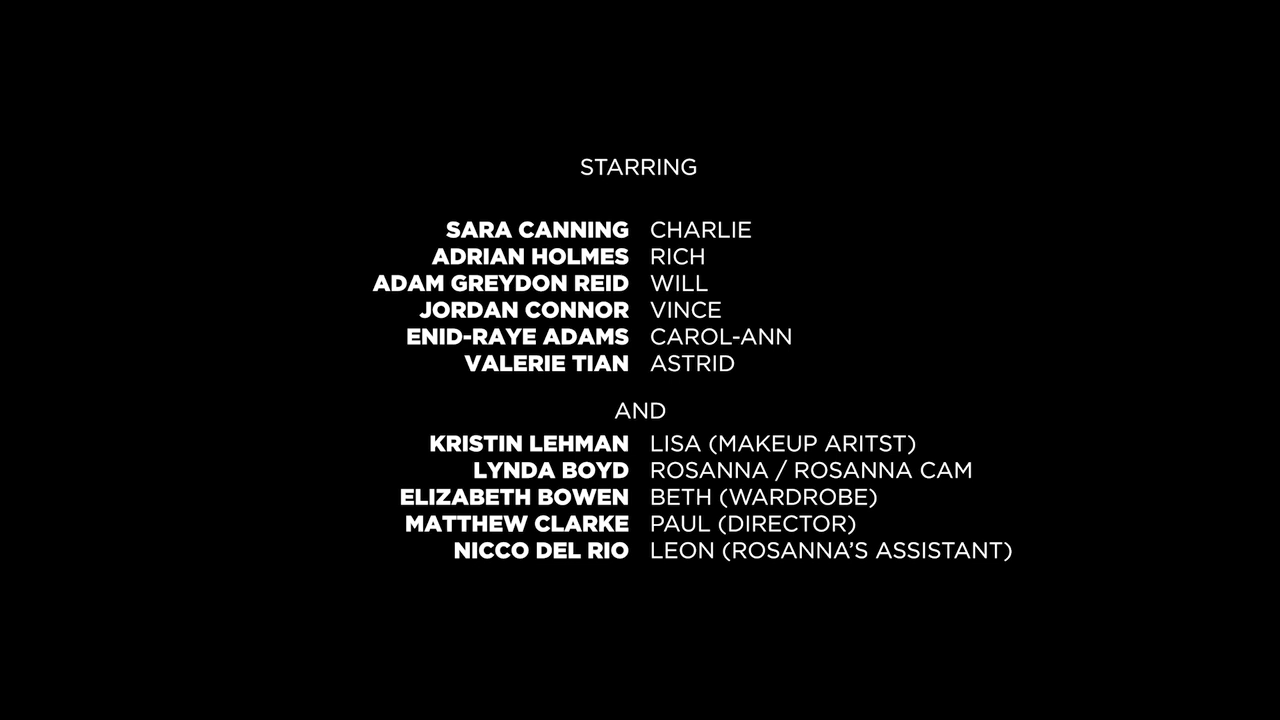 STARRING
SARA CANNING CHARLIE
ADRIAN HOLMES RICH
ADAM GREYDON REID WILL
JORDAN CONNOR VINCE
ENID-RAYE ADAMS CAROL-ANN
VALERIE TIAN ASTRID
AND
KRISTIN LEHMAN LISA (MAKEUP ARITST)
LYNDA BOYD ROSANNA / ROSANNA CAM
ELIZABETH BOWEN BETH (WARDROBE)
MATTHEW CLARKE PAUL (DIRECTOR)
NICCO DEL RIO LEON (ROSANNA’S ASSISTANT)